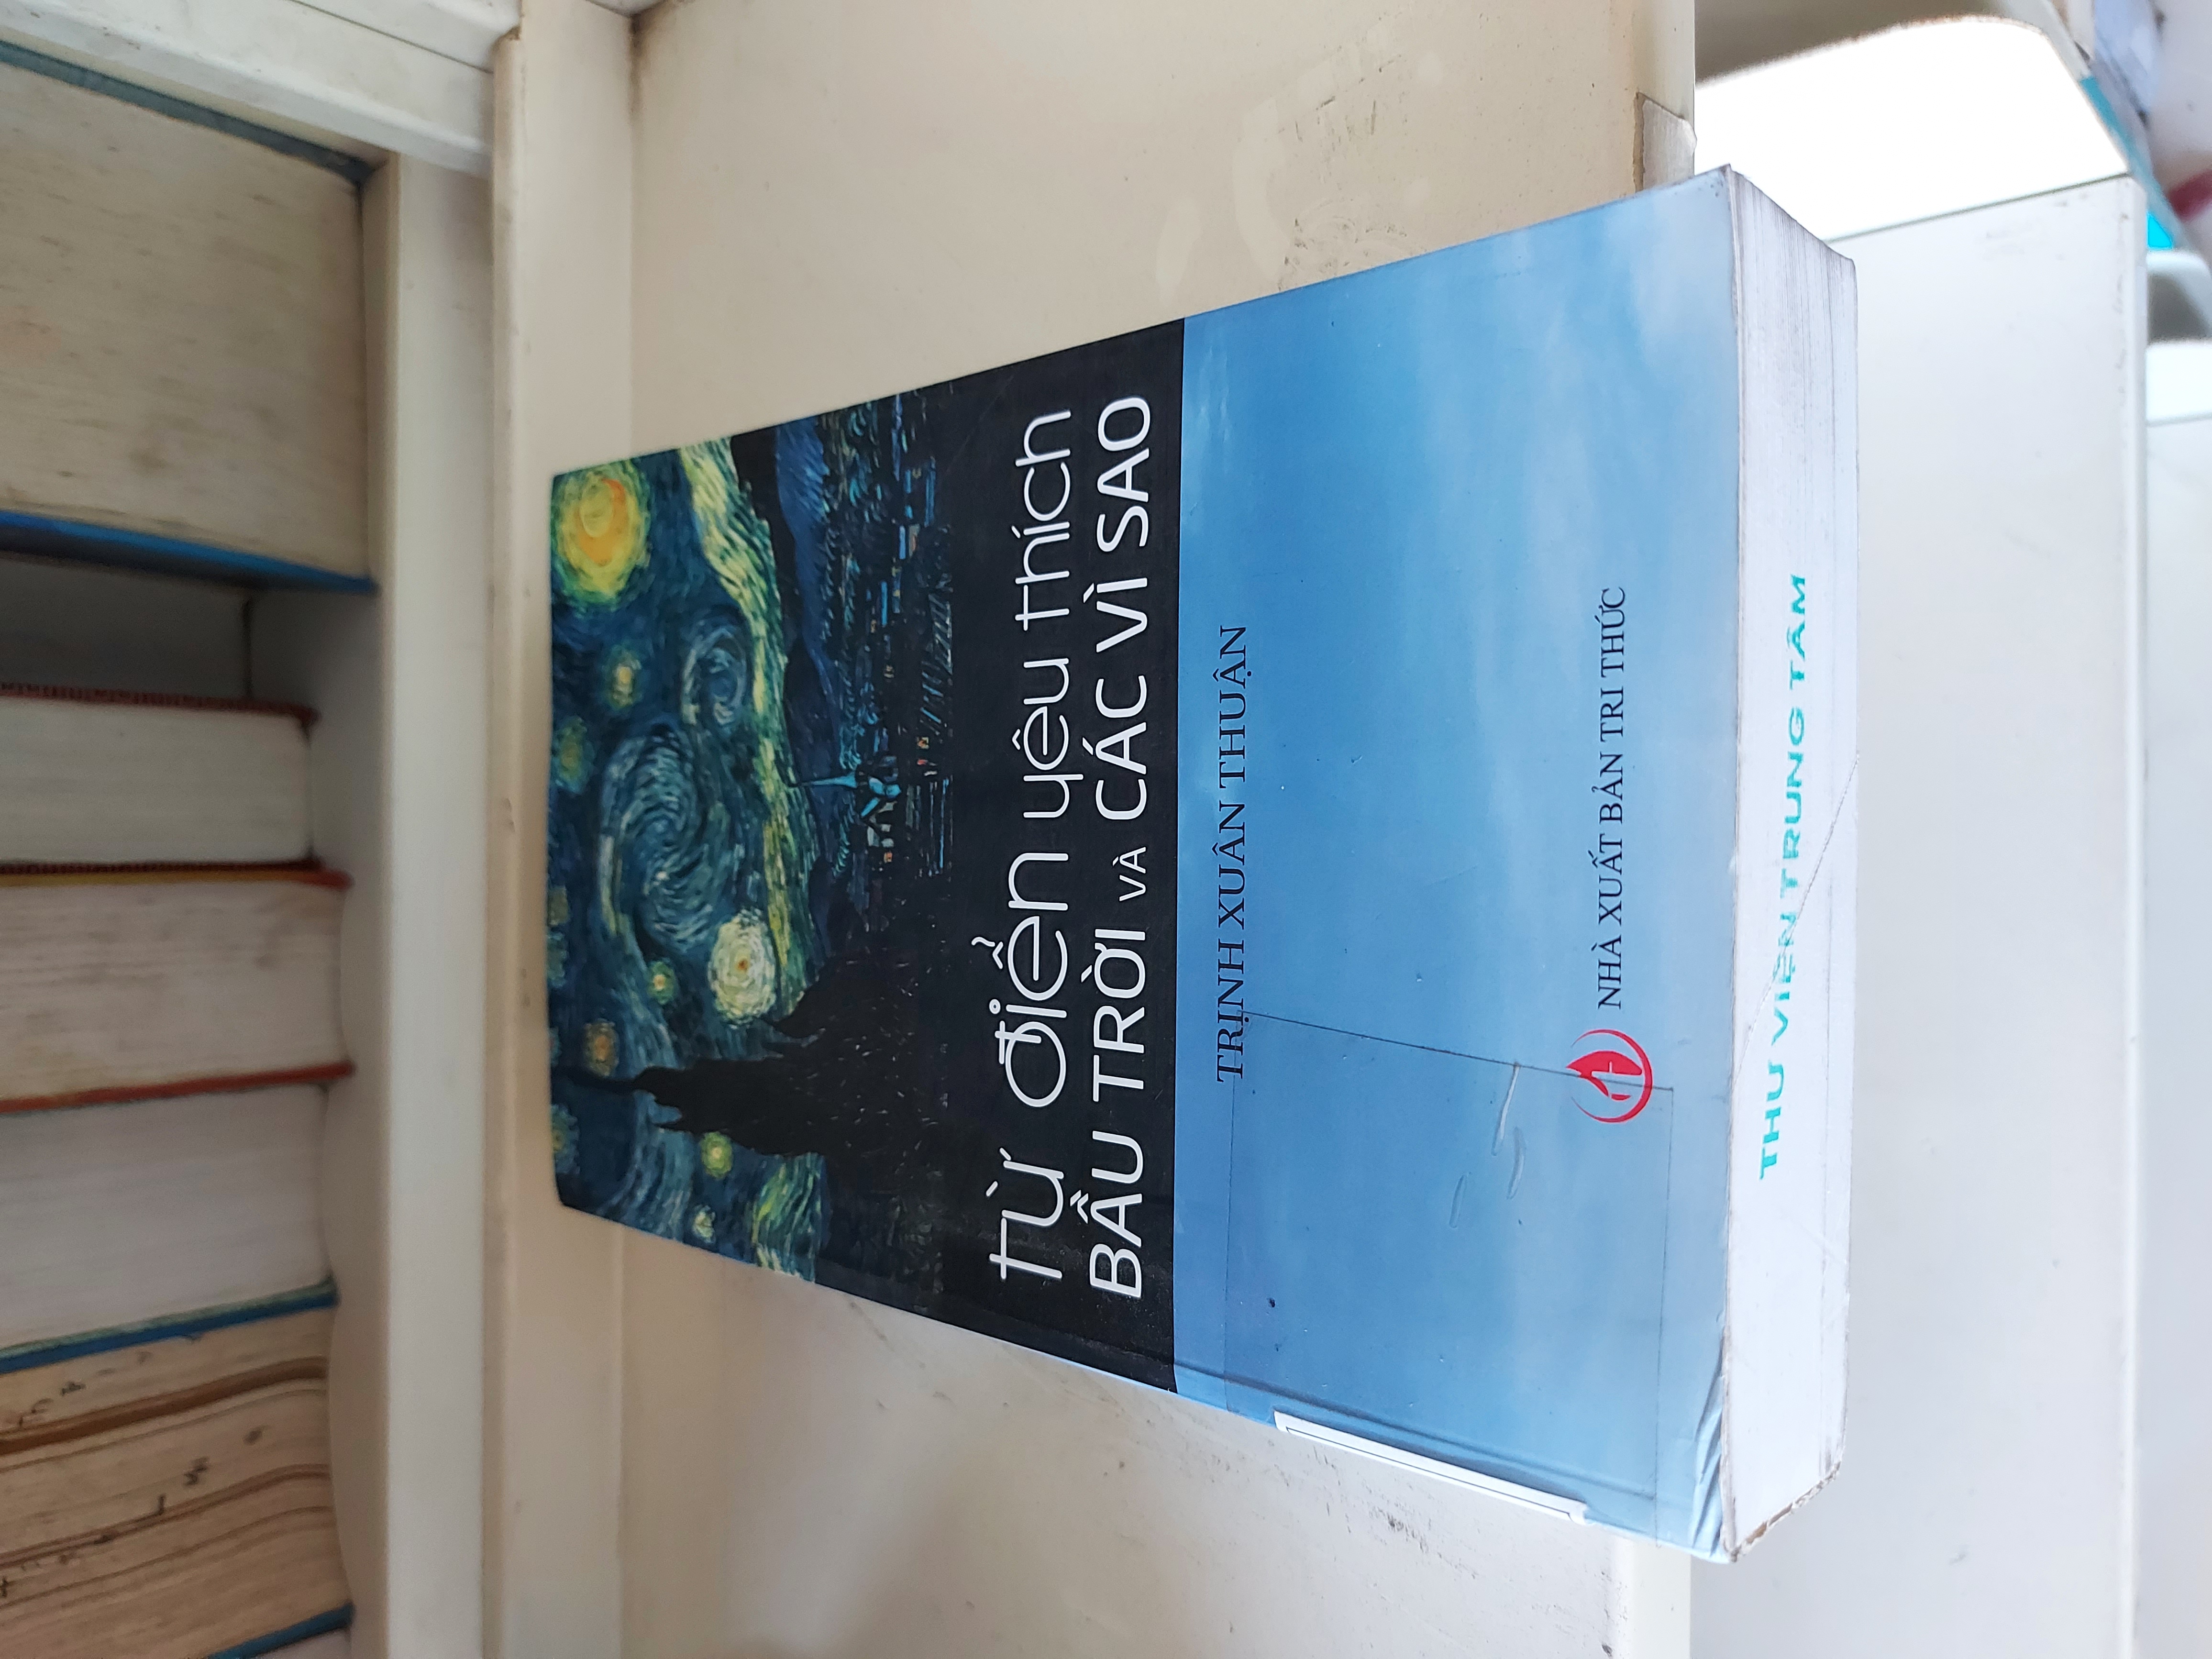 từ điển yêu thích
BẦU TRỜI VÀ CÁC VÌ SAO
TRỊNH XUÂN THUẬN
NHÀ XUẤT BẢN TRI THỨC
THƯ VIỆN TRUNG TÂM